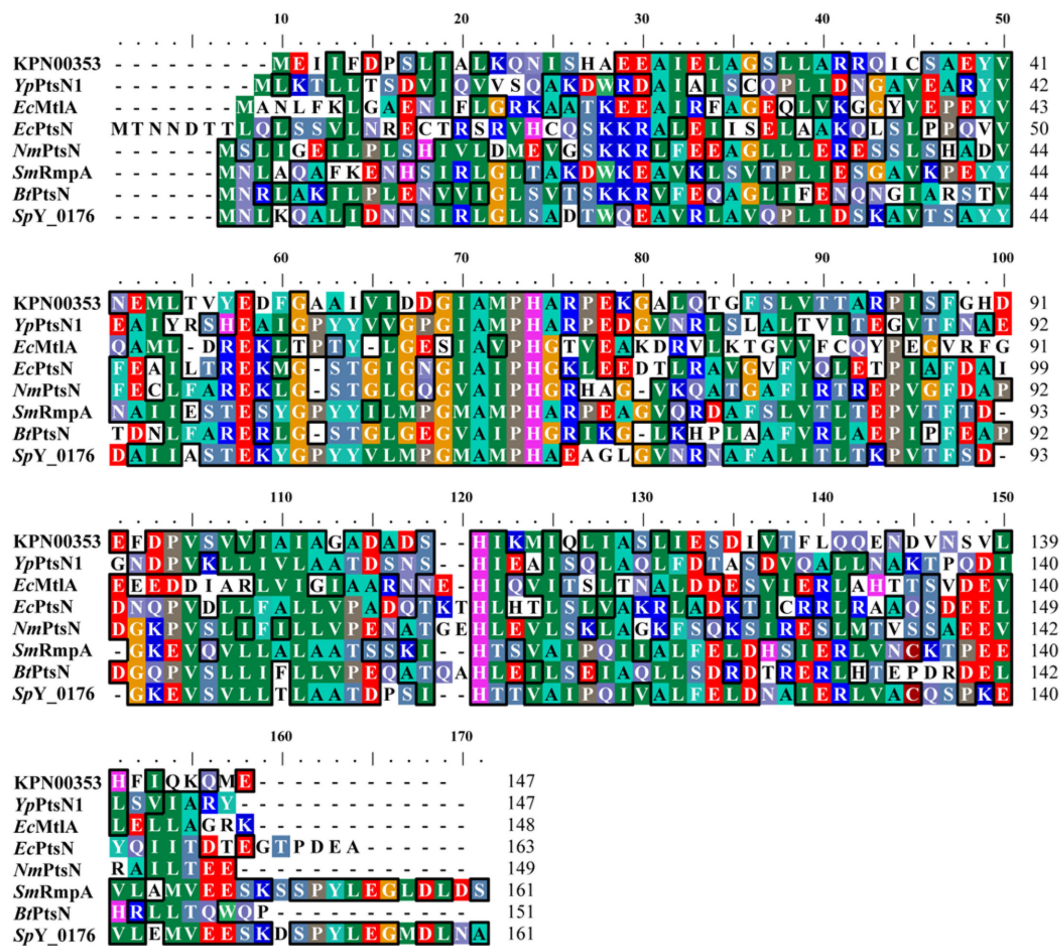 10 20 30 40 50
KPN00353 - - - - - - - - - MEIIFDPSLIALKQNISHAEEAIELAGSLLARRQICSAEYV 41
YpPtsN1 - - - - - - - - MLKTLLTSDVIQVVSQAKDWRDAIAISCQPLIDNGAVEARYV 42
EcMtlA - - - - - - - MANLFKLGAENIFLGRKAATKEEAIRFAGEQLVKGGYVEPEYV 43
EcPtsN MTNNDTTLQLSSVLNRECTRSRVHCQSKKRALEIISELAAKQLSLPPQVV 50
NmPtsN - - - - - - MSLIGEILPLSHIVLDMEVGSKKRLFEEAGLLLERESSLSHADV 44
SmRmpA - - - - - - MNLAQAFKENHSIRLGLTAKDWKEAVKLSVTPLIESGAVKPEYY 44
BtPtsN - - - - - - MNRLAKILPLENVVIGLSVTSKKRVFEQAGLIFENQNGIARSTV 44
SpY_0176 - - - - - - MNLKQALIDNNSIRLGLSADTWQEAVRLAVQPLIDSKAVTSAYY 44
60 70 80 90 100
KPN00353 NEMLTVYEDFGAAIVIDDGIAMPHARPEKGALQTGFSLVTTARPISFGHD 91
YpPtsN1 EAIYRSHEAIGPYYVVGPGIAMPHARPEDGVNRLSLALTVITEGVTFNAE 92
EcMtlA QAML-DREKLTPTY-LGESIAVPHGTVEAKDRVLKTGVVFCQYPEGVRFG 91
EcPtsN FEAILTREKMG-STGIGNGIAIPHGKLEEDTLRAVGVFVQLETPIAFDAI 99
NmPtsN FECLFAREKLG-STGLGQGVAIPHGRHAG-VKQATGAFIRTREPVGFDAP 92
SmRmpA NAIIESTESYGPYYILMPGMAMPHARPEAGVQRDAFSLVTLTEPVTFTD- 93
BtPtsN TDNLFARERLG-STGLGEGVAIPHGRIKG-LKHPLAAFVRLAEPIPFEAP 92
SpY_0176 DAIIASTEKYGPYYVLMPGMAMPHAEAGLGVNRNAFALITLTKPVTFSD- 93
110 120 130 140 150
KPN00353 EFDPVSVVIAIAGADADS--HIKMIQLIASLIESDIVTFLQQENDVNSVL 139
YpPtsN1 GNDPVKLLIVLAATDSNS--HIEAISQLAQLFDTASDVQALLNAKTPQDI 140
EcMtlA EEEDDIARLVIGIAARNNE-HIQVITSLTNALDDESVIERLAHTTSVDEV 140
EcPtsN DNQPVDLLFALLVPADQTKTHLHTLSLVAKRLADKTICRRLRAAQSDEEL 149
NmPtsN DGKPVSLIFILLVPENATGEHLEVLSKLAGKFSQKSIRESLMTVSSAEEV 142
SmRmpA -GKEVQVLLALAATSSKI--HTSVAIPQIIALFELDHSIERLVNCKTPEE 140
BtPtsN DGQPVSLLIFLLVPEQATQAHLELLSEIAQLLSDRDTRERLHTEPDRDEL 142
SpY_0176 -GKEVSVLLTLAATDPSI--HTTVAIPQIVALFELDNAIERLVACQSPKE 140
160 170
KPN00353 HFIQKQME- - - - - - - - - - - - 147
YpPtsN1 LSVIARY- - - - - - - - - - - - - 147
EcMtlA LELLAGRK- - - - - - - - - - - - 148
EcPtsN YQIITDTEGTPDEA- - - - - - 163
NmPtsN RAILTEE- - - - - - - - - - - - - 149
SmRmpA VLAMVEESKSSPYLEGLDLDS 161
BtPtsN HRLLTQWQP- - - - - - - - - - - 151
SpY_0176 VLEMVEESKDSPYLEGMDLNA 161